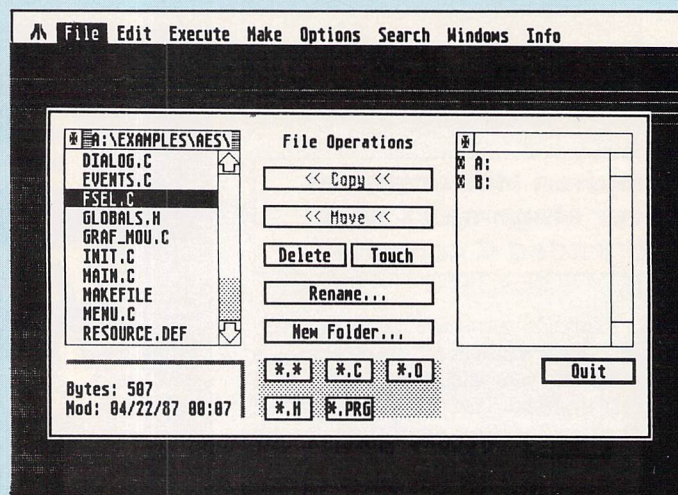 File Edit Execute Make Options Search Windows Info
A:\EXAMPLES\AES\
DIALOG.C
EVENTS.C
FSEL.C
GLOBALS.H
GRAF_MOU.C
INIT.C
MAIN.C
MAKEFILE
MENU.C
RESOURCE.DEF
Bytes: 507
Mod: 04/22/87 00:07
File Operations
<< Copy <<
<< Move <<
Delete Touch
Rename...
New Folder...
*.* *.C *.O
*.H *.PRG
A:
B:
Quit